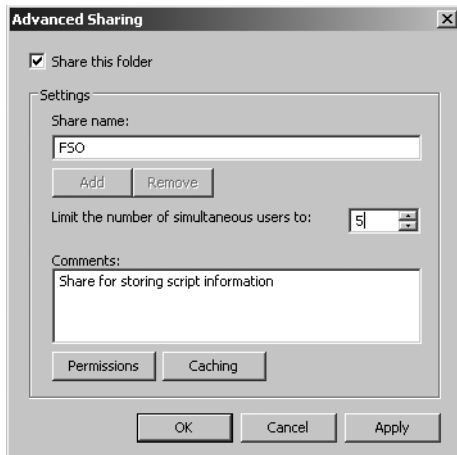 Advanced Sharing
Share this folder
Settings
Share name:
FSO
Add Remove
Limit the number of simultaneous users to: 5
Comments:
Share for storing script information
Permissions Caching
OK Cancel Apply